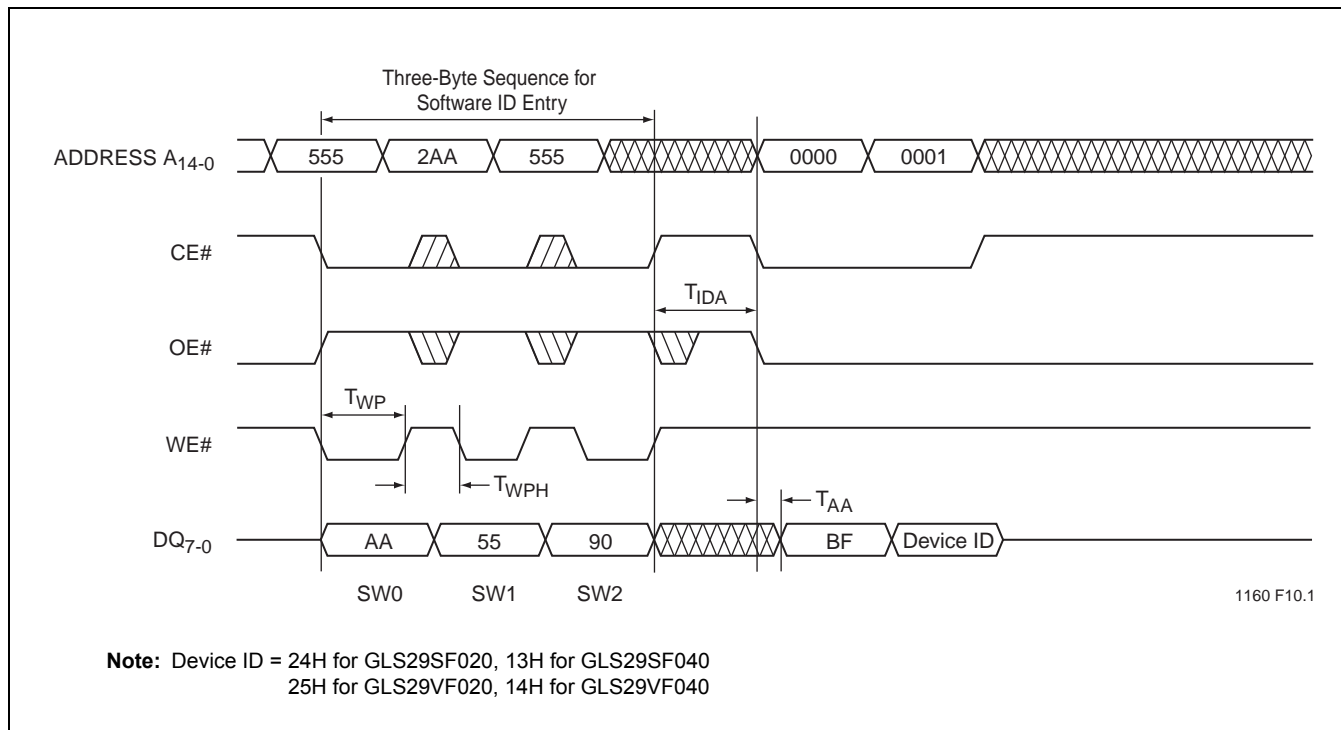 Three-Byte Sequence for
Software ID Entry
ADDRESS A14-0
555 2AA 555 0000 0001
CE#
TIDA
OE#
TWP
WE#
TWPH
TAA
DQ7-0
AA 55 90 BF Device ID
SW0 SW1 SW2
1160 F10.1
Note: Device ID = 24H for GLS29SF020, 13H for GLS29SF040
25H for GLS29VF020, 14H for GLS29VF040